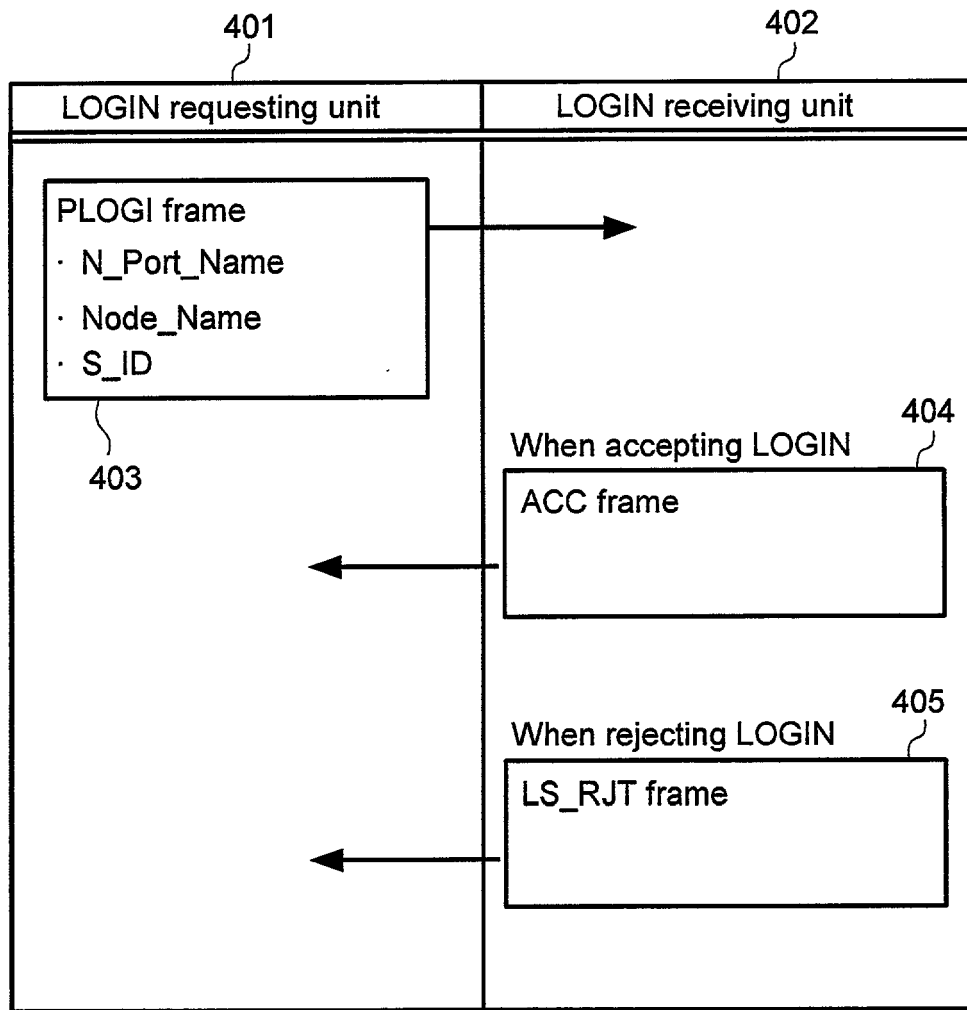 401
402
LOGIN requesting unit
LOGIN receiving unit
PLOGI frame
· N_Port_Name
· Node_Name
· S_ID
403
404
When accepting LOGIN
ACC frame
405
When rejecting LOGIN
LS_RJT frame